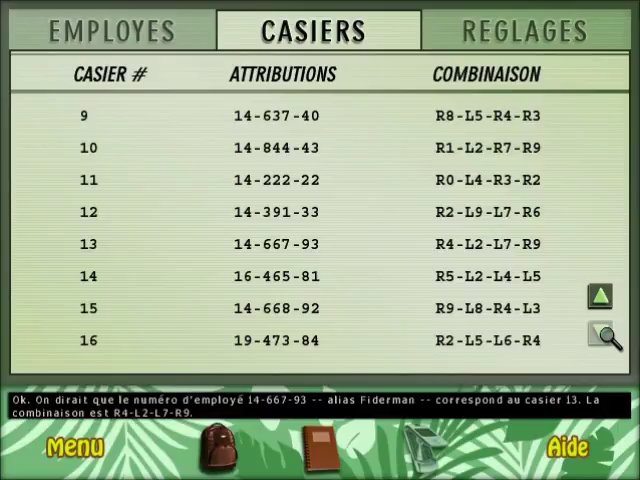 EMPLOYES CASIERS REGLAGES
CASIER # ATTRIBUTIONS COMBINAISON
9 14-637-40 R8-L5-R4-R3
10 14-844-43 R1-L2-R7-R9
11 14-222-22 R0-L4-R3-R2
12 14-391-33 R2-L9-L7-R6
13 14-667-93 R4-L2-L7-R9
14 16-465-81 R5-L2-L4-L5
15 14-668-92 R9-L8-R4-L3
16 19-473-84 R2-L5-L6-R4
Ok. On dirait que le numéro d'employé 14-667-93 -- alias Fiderman -- correspond au casier 13. La
combinaison est R4-L2-L7-R9.
Menu Aide